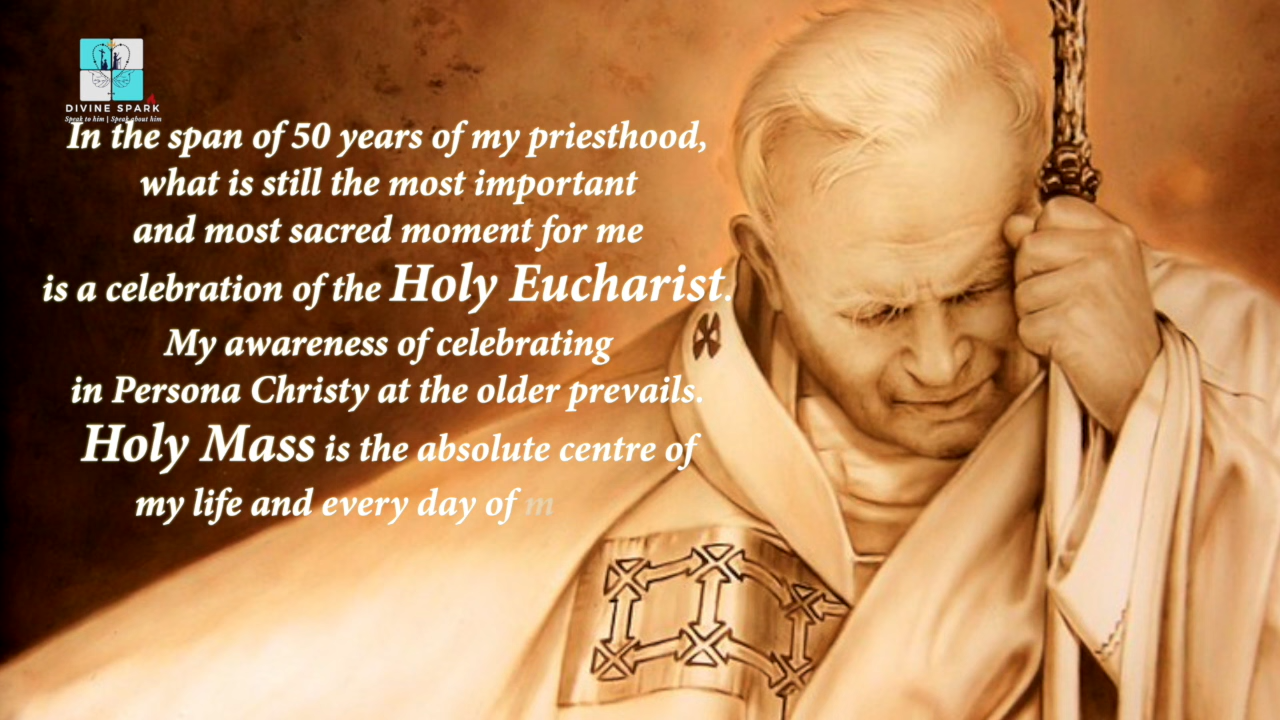 DIVINE SPARK
Speak to him | Speak about him
In the span of 50 years of my priesthood,
what is still the most important
and most sacred moment for me
is a celebration of the Holy Eucharist.
My awareness of celebrating
in Persona Christy at the older prevails.
Holy Mass is the absolute centre of
my life and every day of m